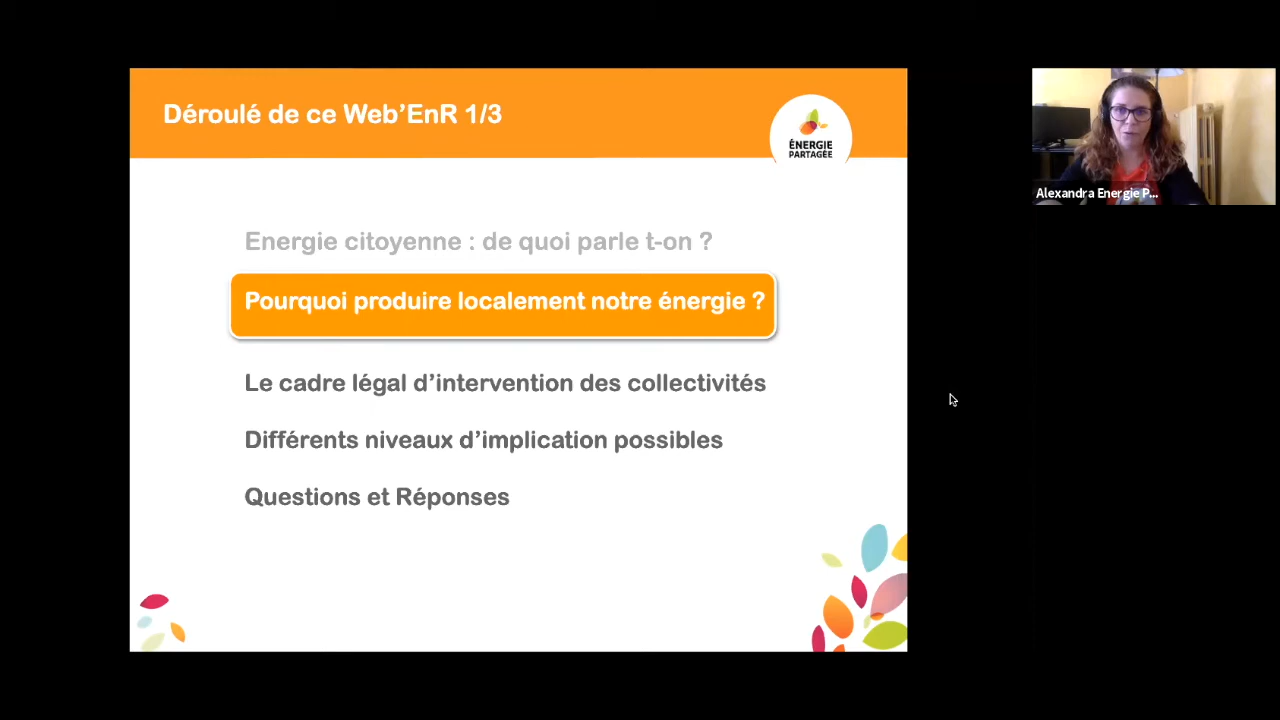 Déroulé de ce Web’EnR 1/3
ÉNERGIE
PARTAGÉE
Alexandra Energie P...
Energie citoyenne : de quoi parle t-on ?
Pourquoi produire localement notre énergie ?
Le cadre légal d’intervention des collectivités
Différents niveaux d’implication possibles
Questions et Réponses